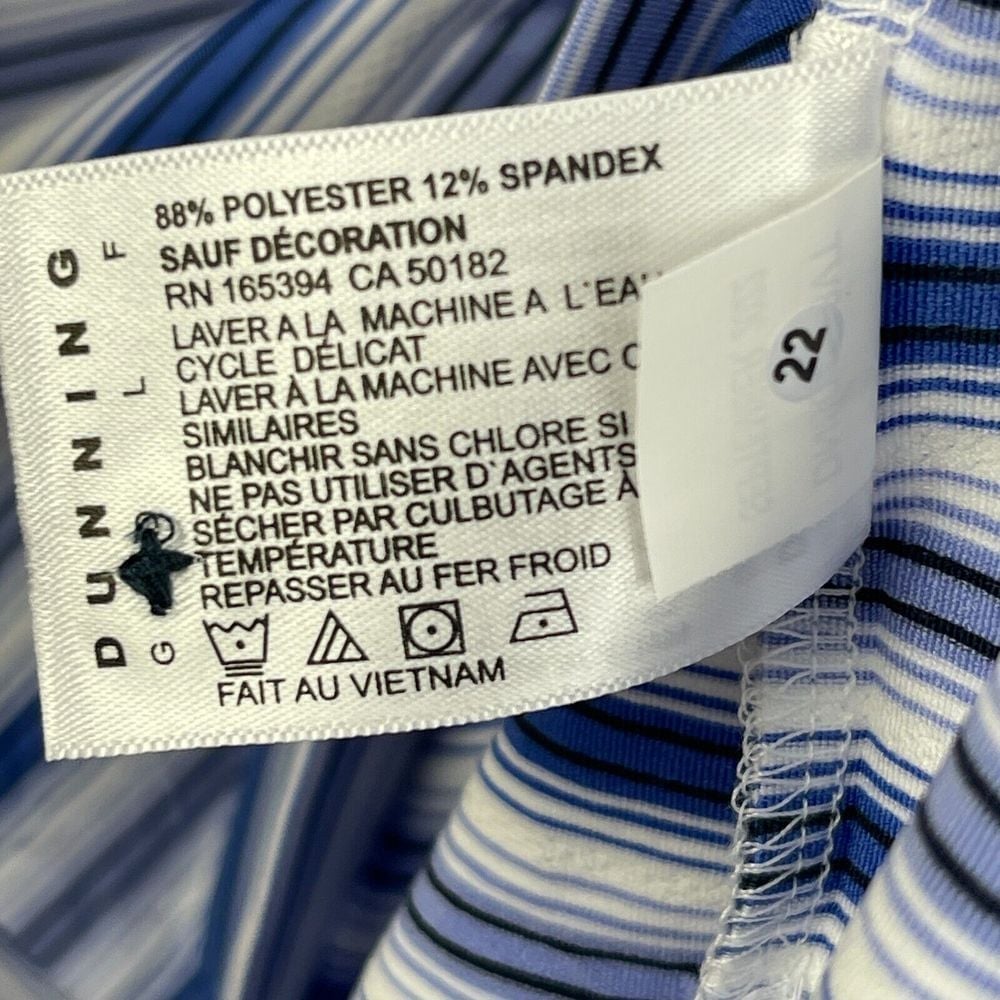 88% POLYESTER 12% SPANDEX
SAUF DÉCORATION
RN 165394 CA 50182
LAVER A LA MACHINE A L'EA
CYCLE DÉLICAT
LAVER À LA MACHINE AVEC C
SIMILAIRES
BLANCHIR SANS CHLORE SI
NE PAS UTILISER D'AGENTS
SÉCHER PAR CULBUTAGE À
TEMPÉRATURE
REPASSER AU FER FROID
FAIT AU VIETNAM
DUNNING
GLF
22